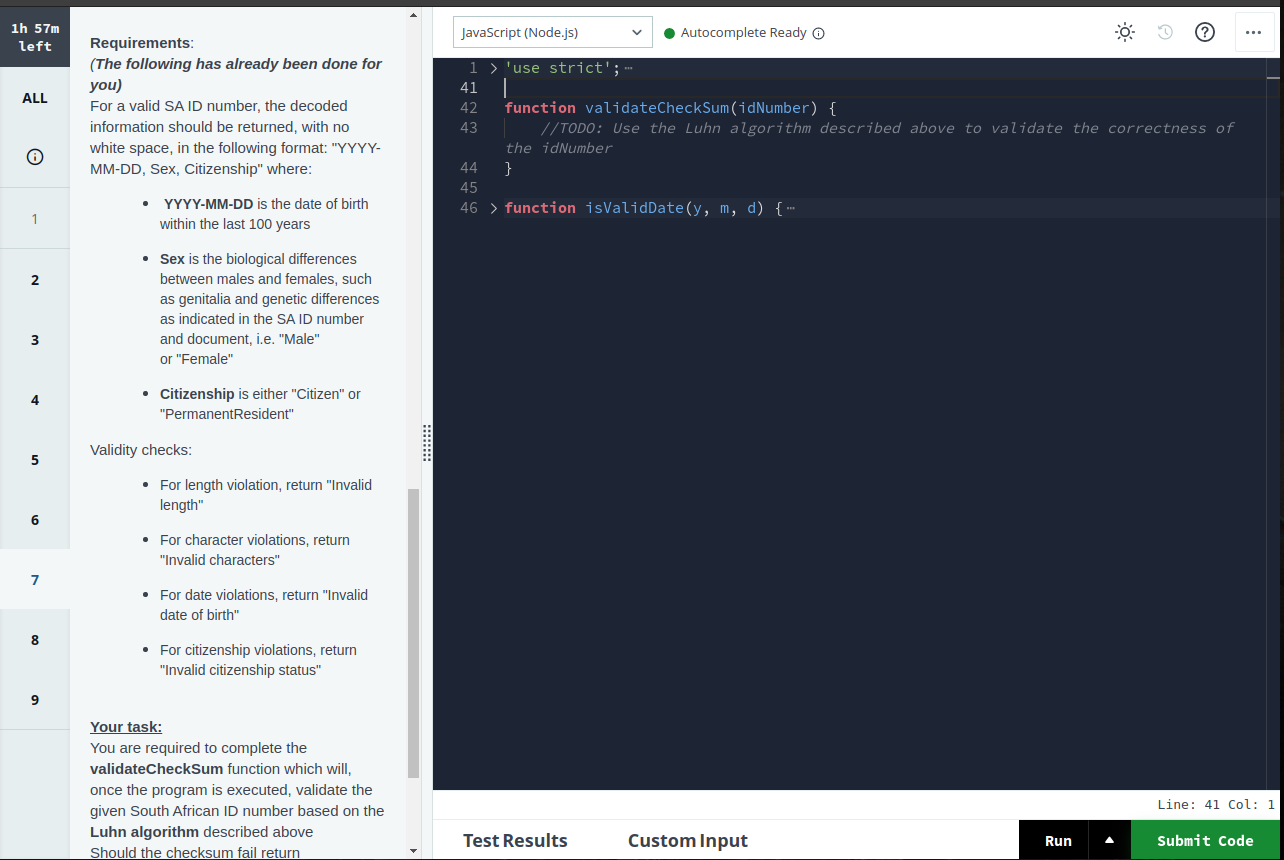 1h 57m
left
ALL
1
2
3
4
5
6
7
8
9
Requirements:
(The following has already been done for
you)
For a valid SA ID number, the decoded
information should be returned, with no
white space, in the following format: "YYYY-
MM-DD, Sex, Citizenship" where:
• YYYY-MM-DD is the date of birth
within the last 100 years
• Sex is the biological differences
between males and females, such
as genitalia and genetic differences
as indicated in the SA ID number
and document, i.e. "Male"
or "Female"
• Citizenship is either "Citizen" or
"PermanentResident"
Validity checks:
• For length violation, return "Invalid
length"
• For character violations, return
"Invalid characters"
• For date violations, return "Invalid
date of birth"
• For citizenship violations, return
"Invalid citizenship status"
Your task:
You are required to complete the
validateCheckSum function which will,
once the program is executed, validate the
given South African ID number based on the
Luhn algorithm described above
Should the checksum fail return
JavaScript (Node.js)
Autocomplete Ready
1 'use strict';
41
42 function validateCheckSum(idNumber) {
43 //TODO: Use the Luhn algorithm described above to validate the correctness of
the idNumber
44 }
45
46 function isValidDate(y, m, d) {
Line: 41 Col: 1
Test Results
Custom Input
Run
Submit Code